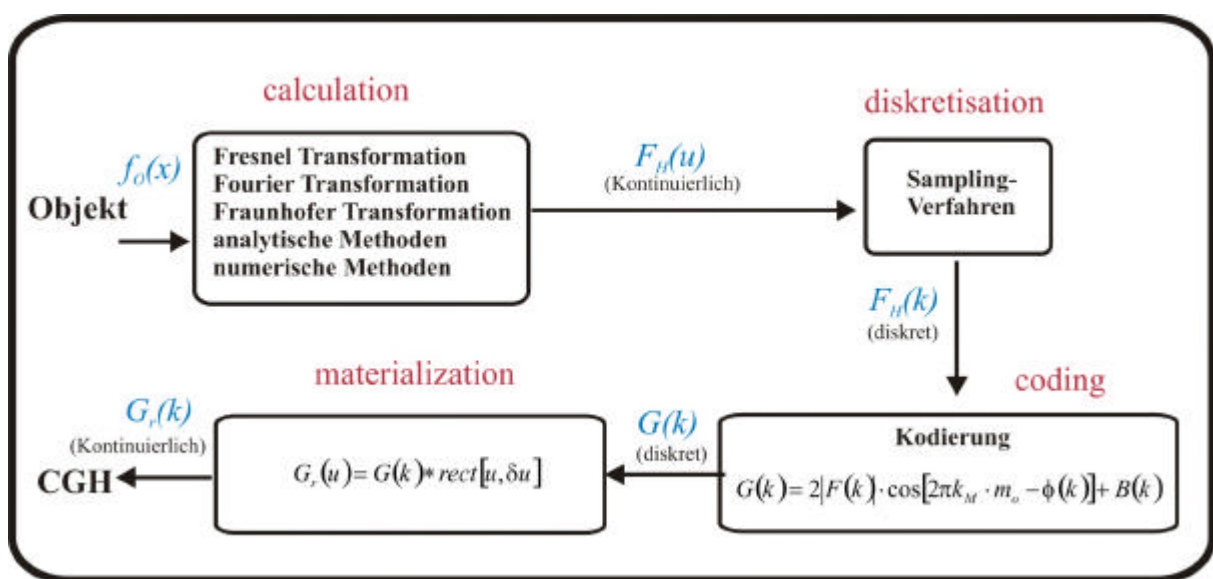 calculation
diskretisation
f_O(x)
Objekt
Fresnel Transformation
Fourier Transformation
Fraunhofer Transformation
analytische Methoden
numerische Methoden
F_H(u)
(Kontinuierlich)
Sampling-
Verfahren
F_H(k)
(diskret)
materialization
coding
G_r(k)
(Kontinuierlich)
CGH
G_r(u) = G(k) * rect[u, δu]
G(k)
(diskret)
Kodierung
G(k) = 2|F(k)·cos[2πk_M · m_o − ϕ(k)] + B(k)